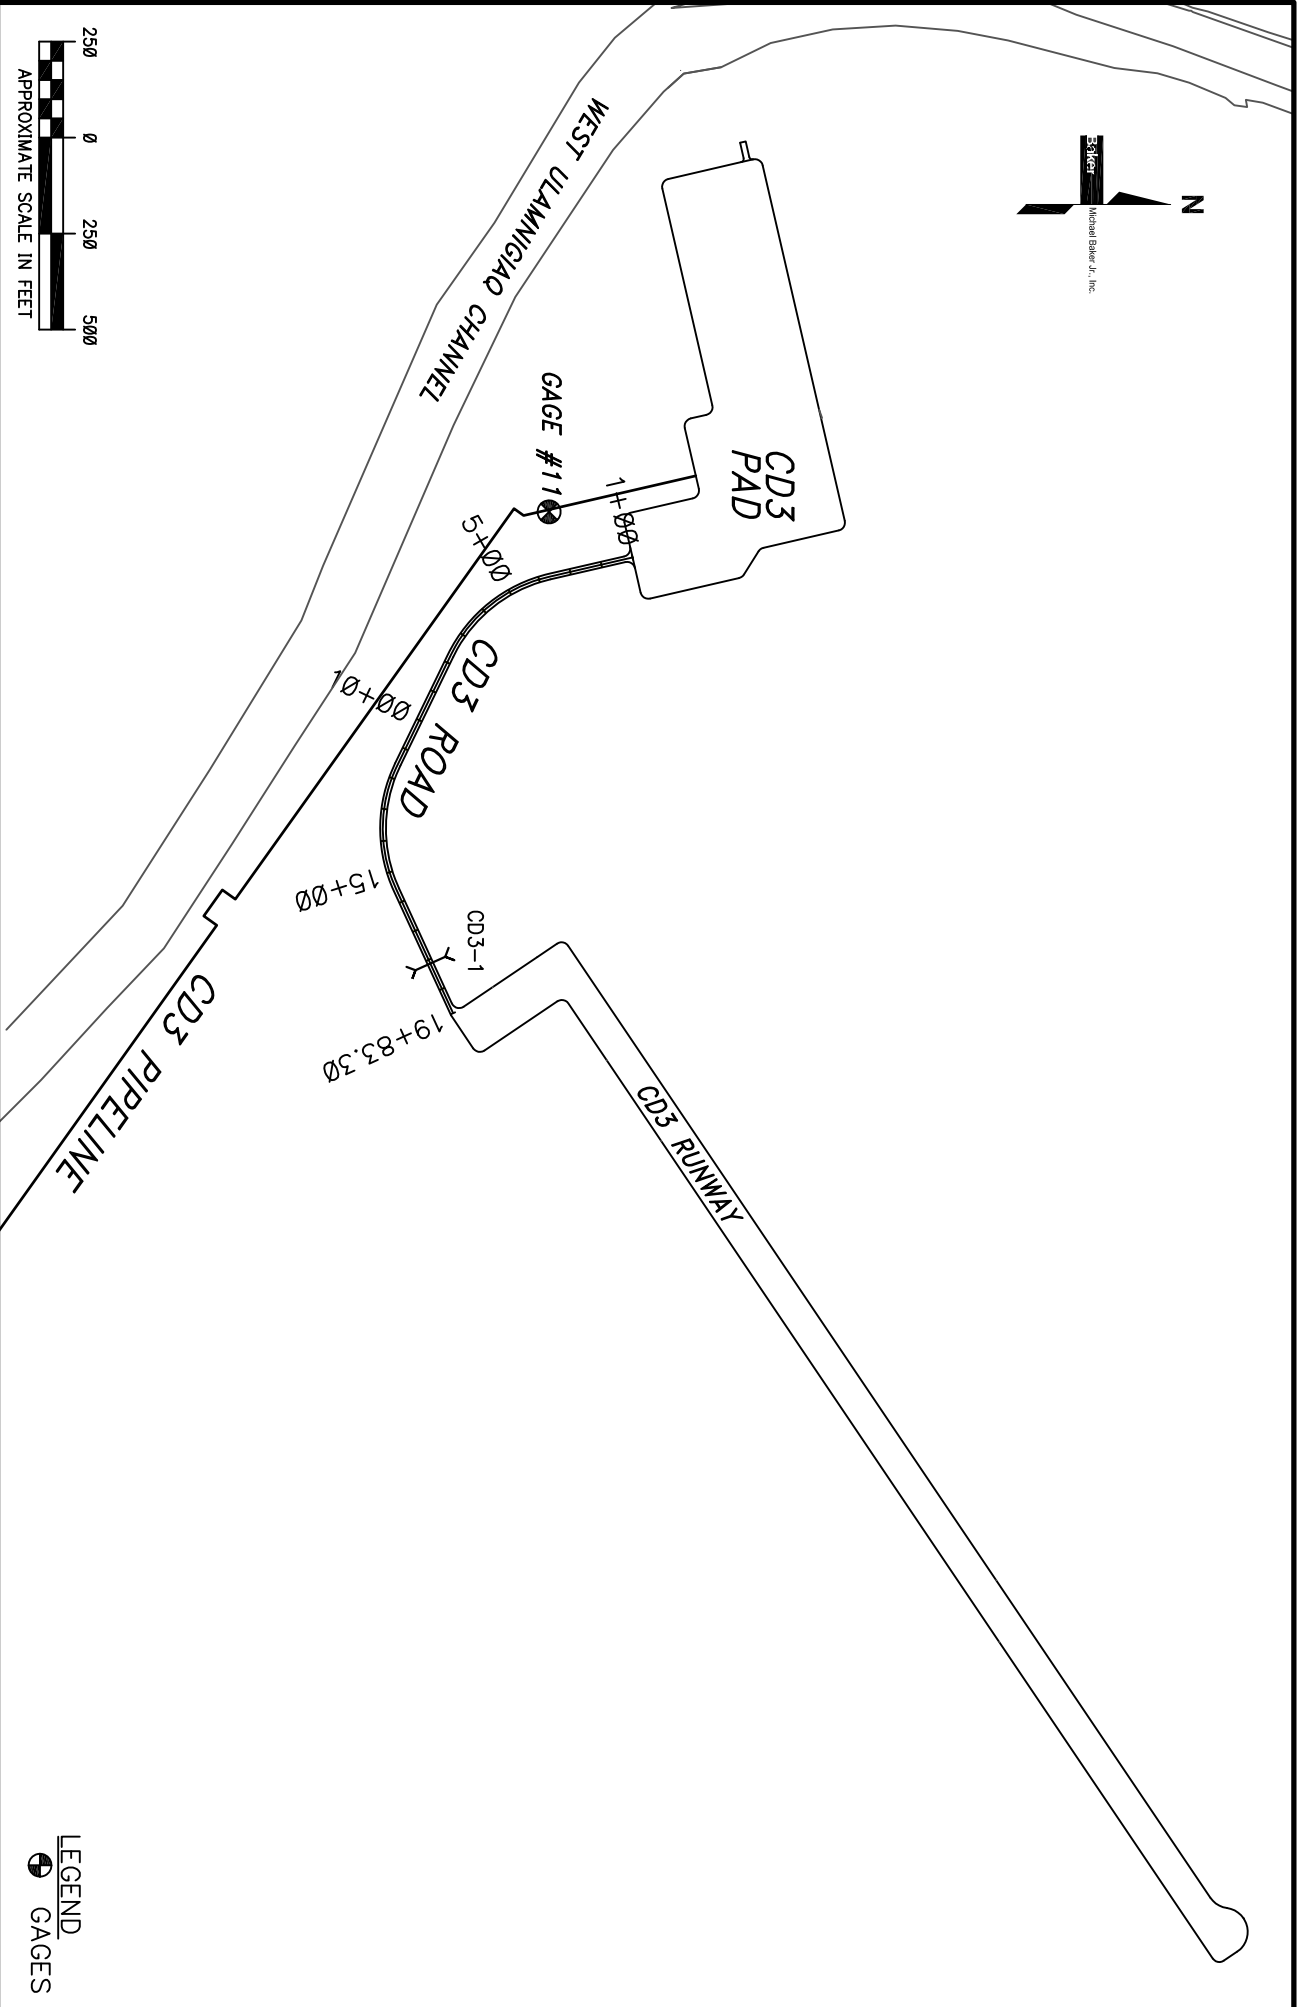 N
Baker
Michael Baker Jr., Inc.
CD3
PAD
WEST ULAMNIGIAQ CHANNEL
GAGE #11
1+00
5+00
CD3 ROAD
10+00
15+00
CD3-1
19+83.30
CD3 RUNWAY
CD3 PIPELINE
250 0 250 500
APPROXIMATE SCALE IN FEET
LEGEND
GAGES